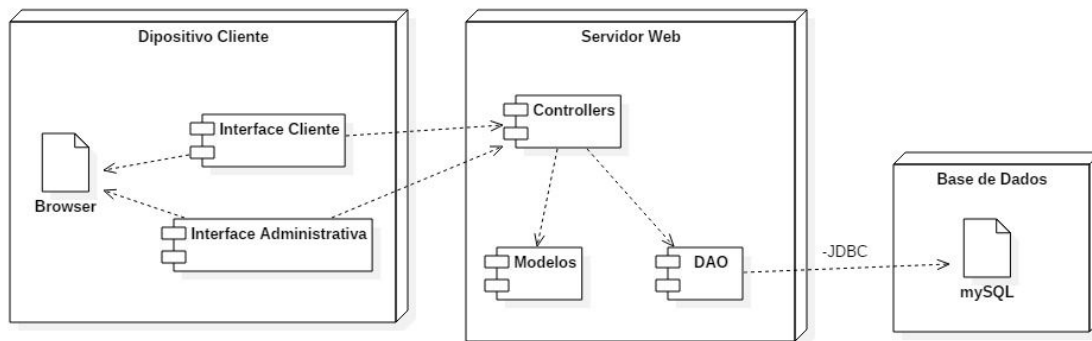 Dipositivo Cliente
Interface Cliente
Browser
Interface Administrativa
Servidor Web
Controllers
Modelos
DAO
-JDBC
Base de Dados
mySQL